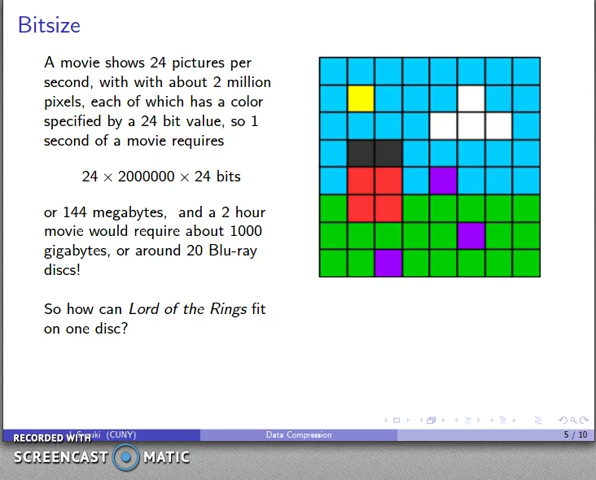 Bitsize
A movie shows 24 pictures per
second, with with about 2 million
pixels, each of which has a color
specified by a 24 bit value, so 1
second of a movie requires
24 × 2000000 × 24 bits
or 144 megabytes, and a 2 hour
movie would require about 1000
gigabytes, or around 20 Blu-ray
discs!
So how can Lord of the Rings fit
on one disc?
(CUNY)
Data Compression
5 / 10
RECORDED WITH
SCREENCAST MATIC